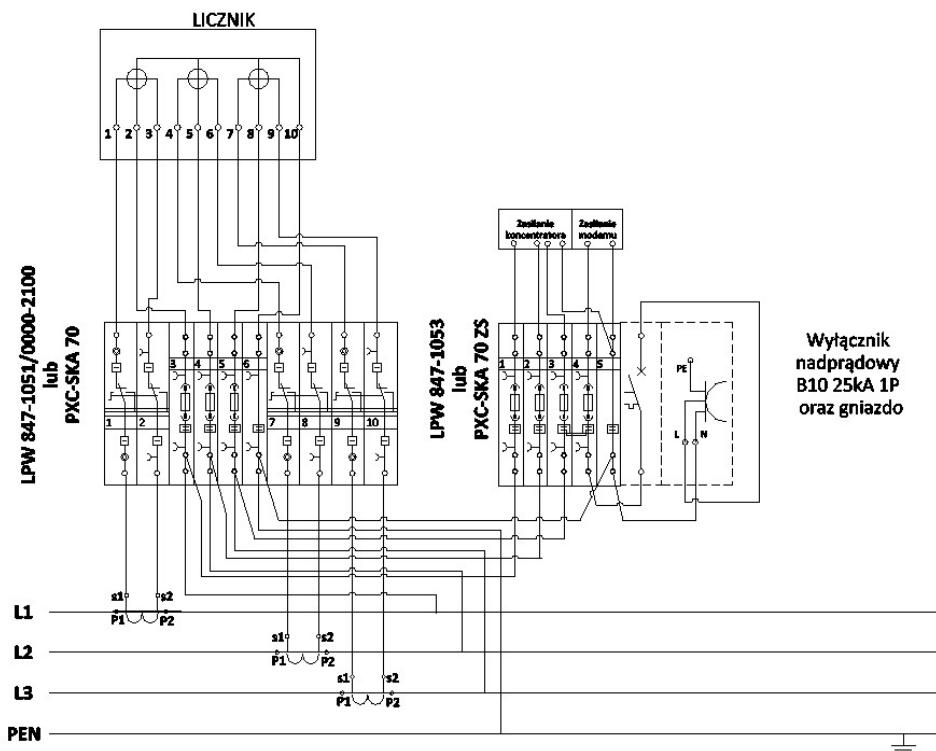 LICZNIK
1 2 3 4 5 6 7 8 9 10
Zasilanie koncentratora
Zasilanie modemu
LPW 847-1051/0000-2100
lub
PXC-SKA 70
3 4 5 6
1 2 7 8 9 10
LPW 847-1053
lub
PXC-SKA 70 ZS
1 2 3 4 5
PE
L N
Wyłącznik
nadprądowy
B10 25kA 1P
oraz gniazdo
s1 s2
L1
P1 P2
s1 s2
L2
P1 P2
s1 s2
L3
P1 P2
PEN